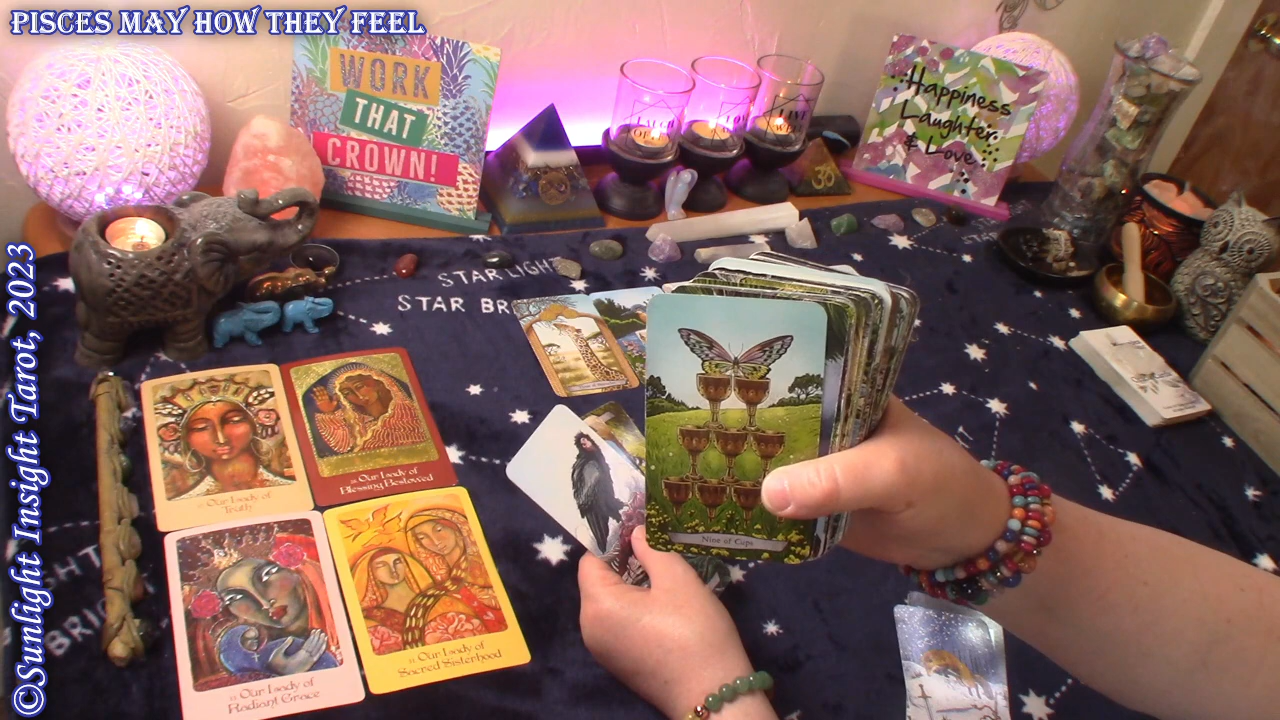 PISCES MAY HOW THEY FEEL
©Sunlight Insight Tarot, 2023
WORK
THAT
CROWN!
Happiness
Laughter
& Love
STAR LIGHT
STAR BR
Our Lady of
Truth
Our Lady of
Blessing Bestowed
Our Lady of
Radiant Grace
Our Lady of
Sacred Sisterhood
Nine of Cups